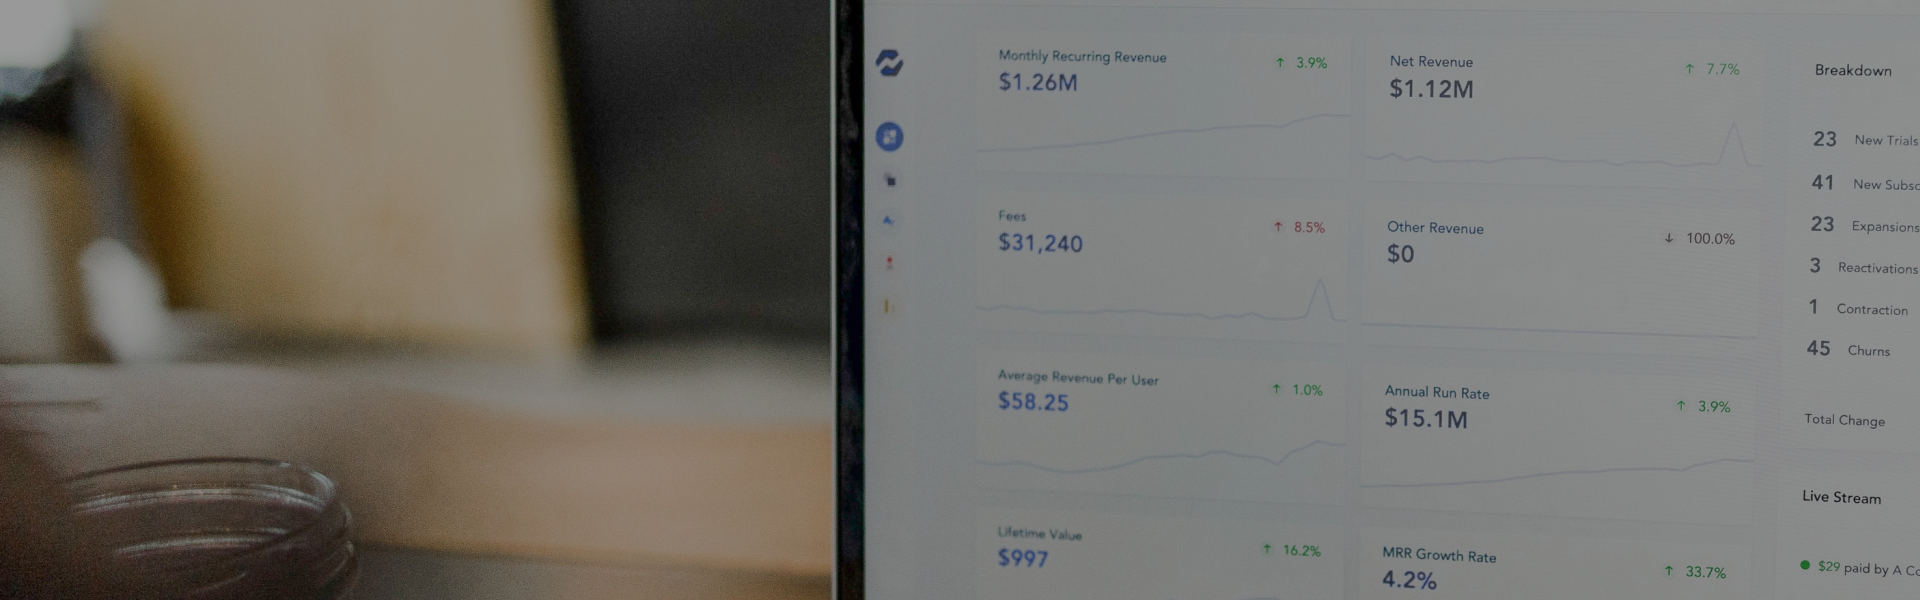 Monthly Recurring Revenue
↑ 3.9%
$1.26M
Net Revenue
↑ 7.7%
$1.12M
Fees
↑ 8.5%
$31,240
Other Revenue
↓ 100.0%
$0
Average Revenue Per User
↑ 1.0%
$58.25
Annual Run Rate
↑ 3.9%
$15.1M
Lifetime Value
↑ 16.2%
$997
MRR Growth Rate
↑ 33.7%
4.2%
Breakdown
23 New Trials
41 New Subsc
23 Expansions
3 Reactivations
1 Contraction
45 Churns
Total Change
Live Stream
$29 paid by A Co